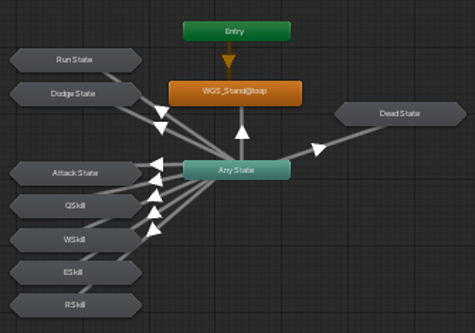 Entry
Run State
WGS_Stand@loop
Dodge State
Dead State
Any State
Attack State
QSkill
WSkill
ESkill
RSkill